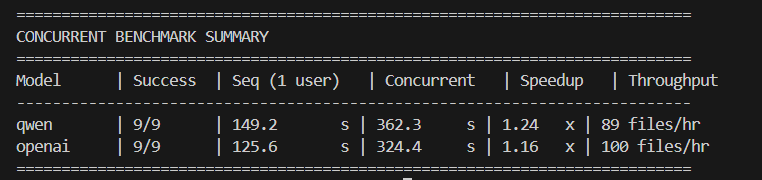 ======================================================================
CONCURRENT BENCHMARK SUMMARY
======================================================================
Model      | Success  | Seq (1 user)   | Concurrent   | Speedup   | Throughput
----------------------------------------------------------------------
qwen       | 9/9      | 149.2      s | 362.3     s | 1.24   x | 89 files/hr
openai     | 9/9      | 125.6      s | 324.4     s | 1.16   x | 100 files/hr
======================================================================